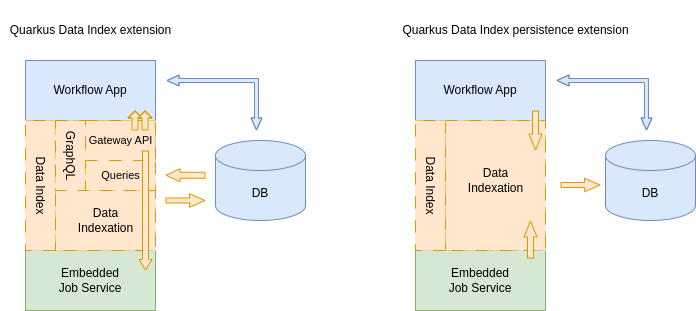 Quarkus Data Index extension
Workflow App
Data Index
GraphQL
Gateway API
Queries
Data
Indexation
Embedded
Job Service
DB
Quarkus Data Index persistence extension
Workflow App
Data Index
Data
Indexation
Embedded
Job Service
DB